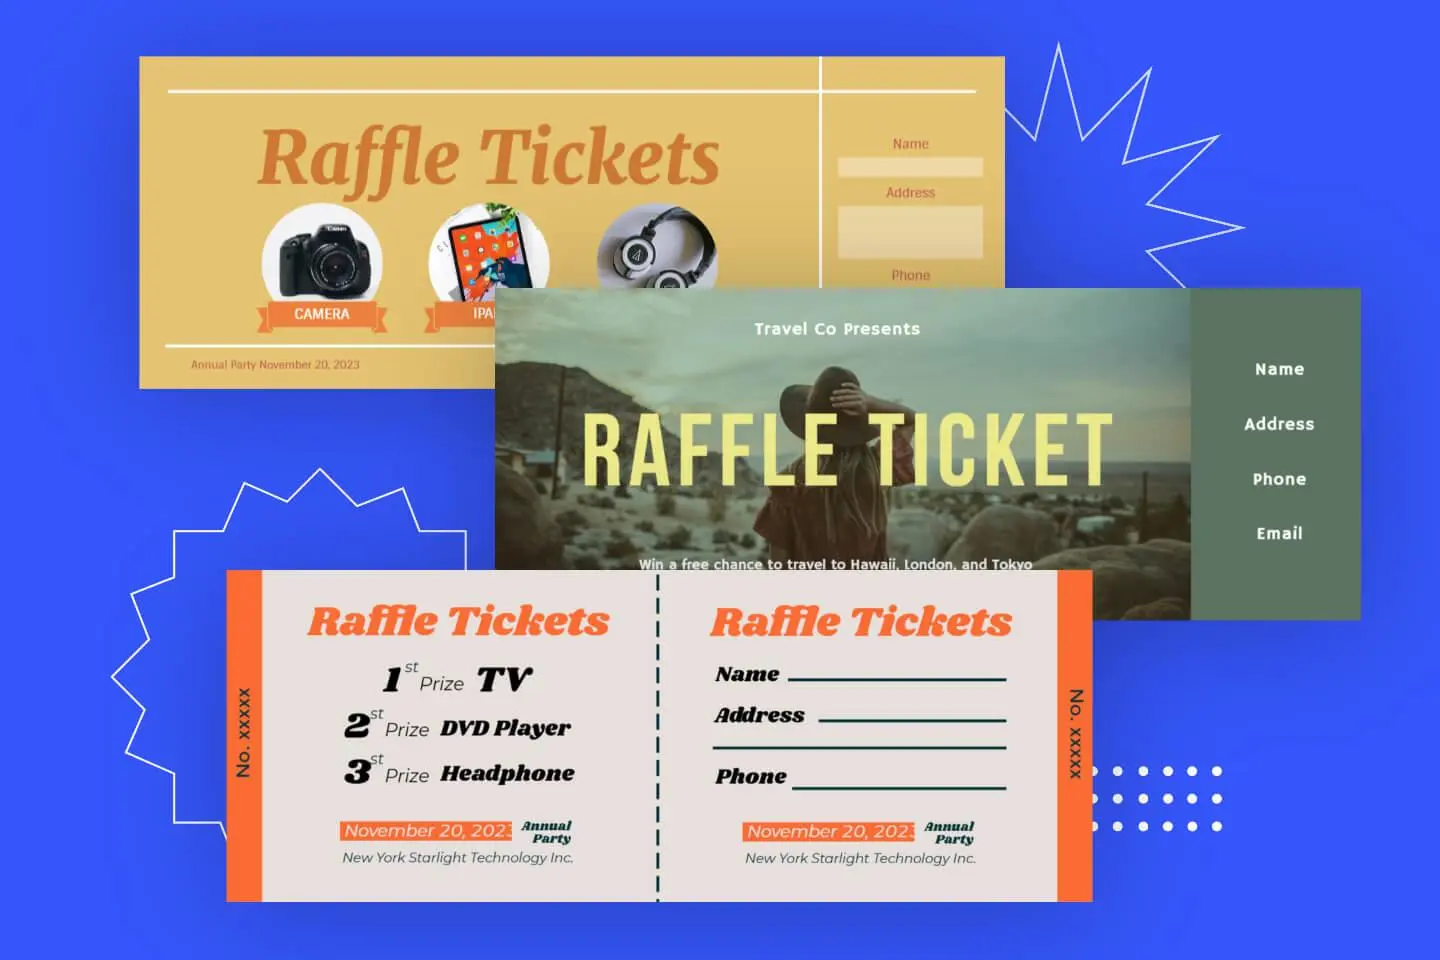 Raffle Tickets
Canon
CAMERA
Annual Party November 20, 2023
Name
Address
Phone
Travel Co Presents
RAFFLE TICKET
Win a free chance to travel to Hawaii, London, and Tokyo
Name
Address
Phone
Email
No. xxxxx
Raffle Tickets
1st Prize TV
2st Prize DVD Player
3st Prize Headphone
November 20, 2023
Annual
Party
New York Starlight Technology Inc.
Raffle Tickets
Name
Address
Phone
November 20, 2023
Annual
Party
New York Starlight Technology Inc.
No. xxxxx